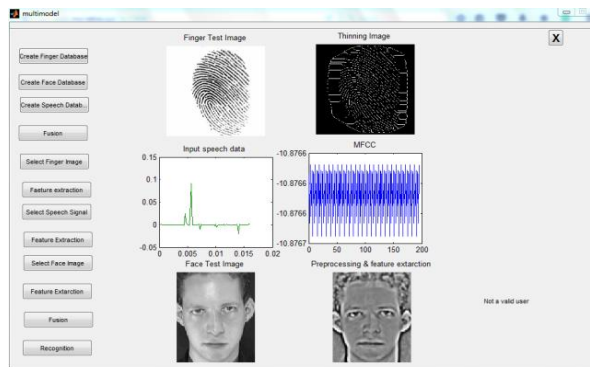 multimodel
X
Create Finger Database
Create Face Database
Create Speech Datab...
Fusion
Select Finger Image
Faeture extraction
Select Speech Signal
Feature Extraction
Select Face Image
Feature Extarction
Fusion
Recognition
Finger Test Image
Thinning Image
Input speech data
0.15
0.1
0.05
0
-0.05
0 0.005 0.01 0.015 0.02
MFCC
-10.8766
-10.8766
-10.8766
-10.8767
0 50 100 150 200
Face Test Image
Preprocessing & feature extarction
Not a valid user